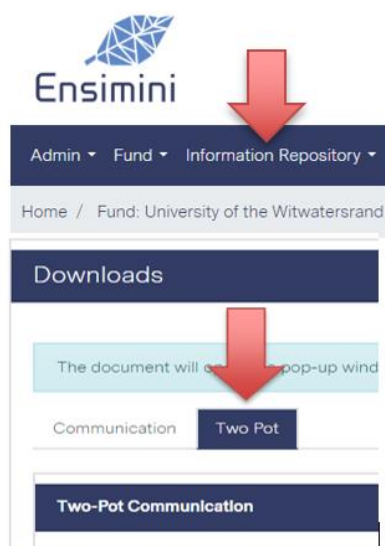 Ensimini
Admin Fund Information Repository
Home / Fund: University of the Witwatersrand
Downloads
The document will pop-up wind
Communication Two Pot
Two-Pot Communication